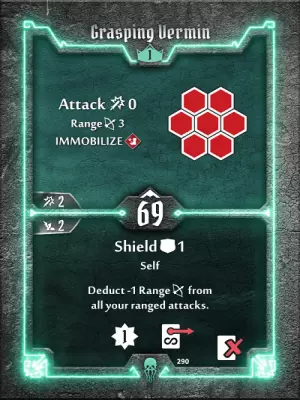 Grasping Vermin
1
Attack 0
Range 3
IMMOBILIZE
2
69
2
Shield 1
Self
Deduct -1 Range from
all your ranged attacks.
1
290